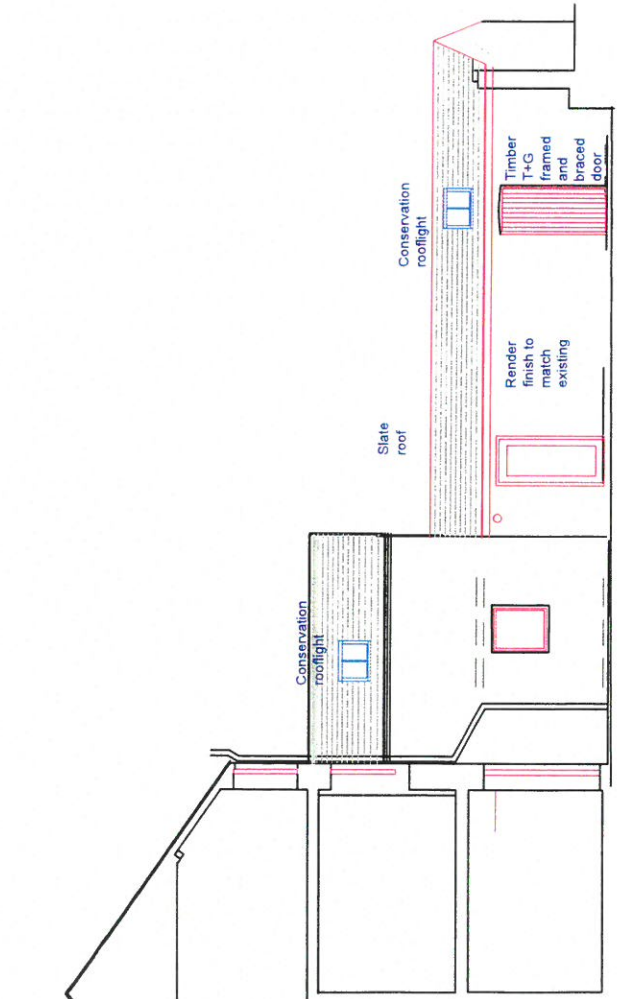 Conservation
rooflight
Slate
roof
Conservation
rooflight
Render
finish to
match
existing
Timber
T+G
framed
and
braced
door